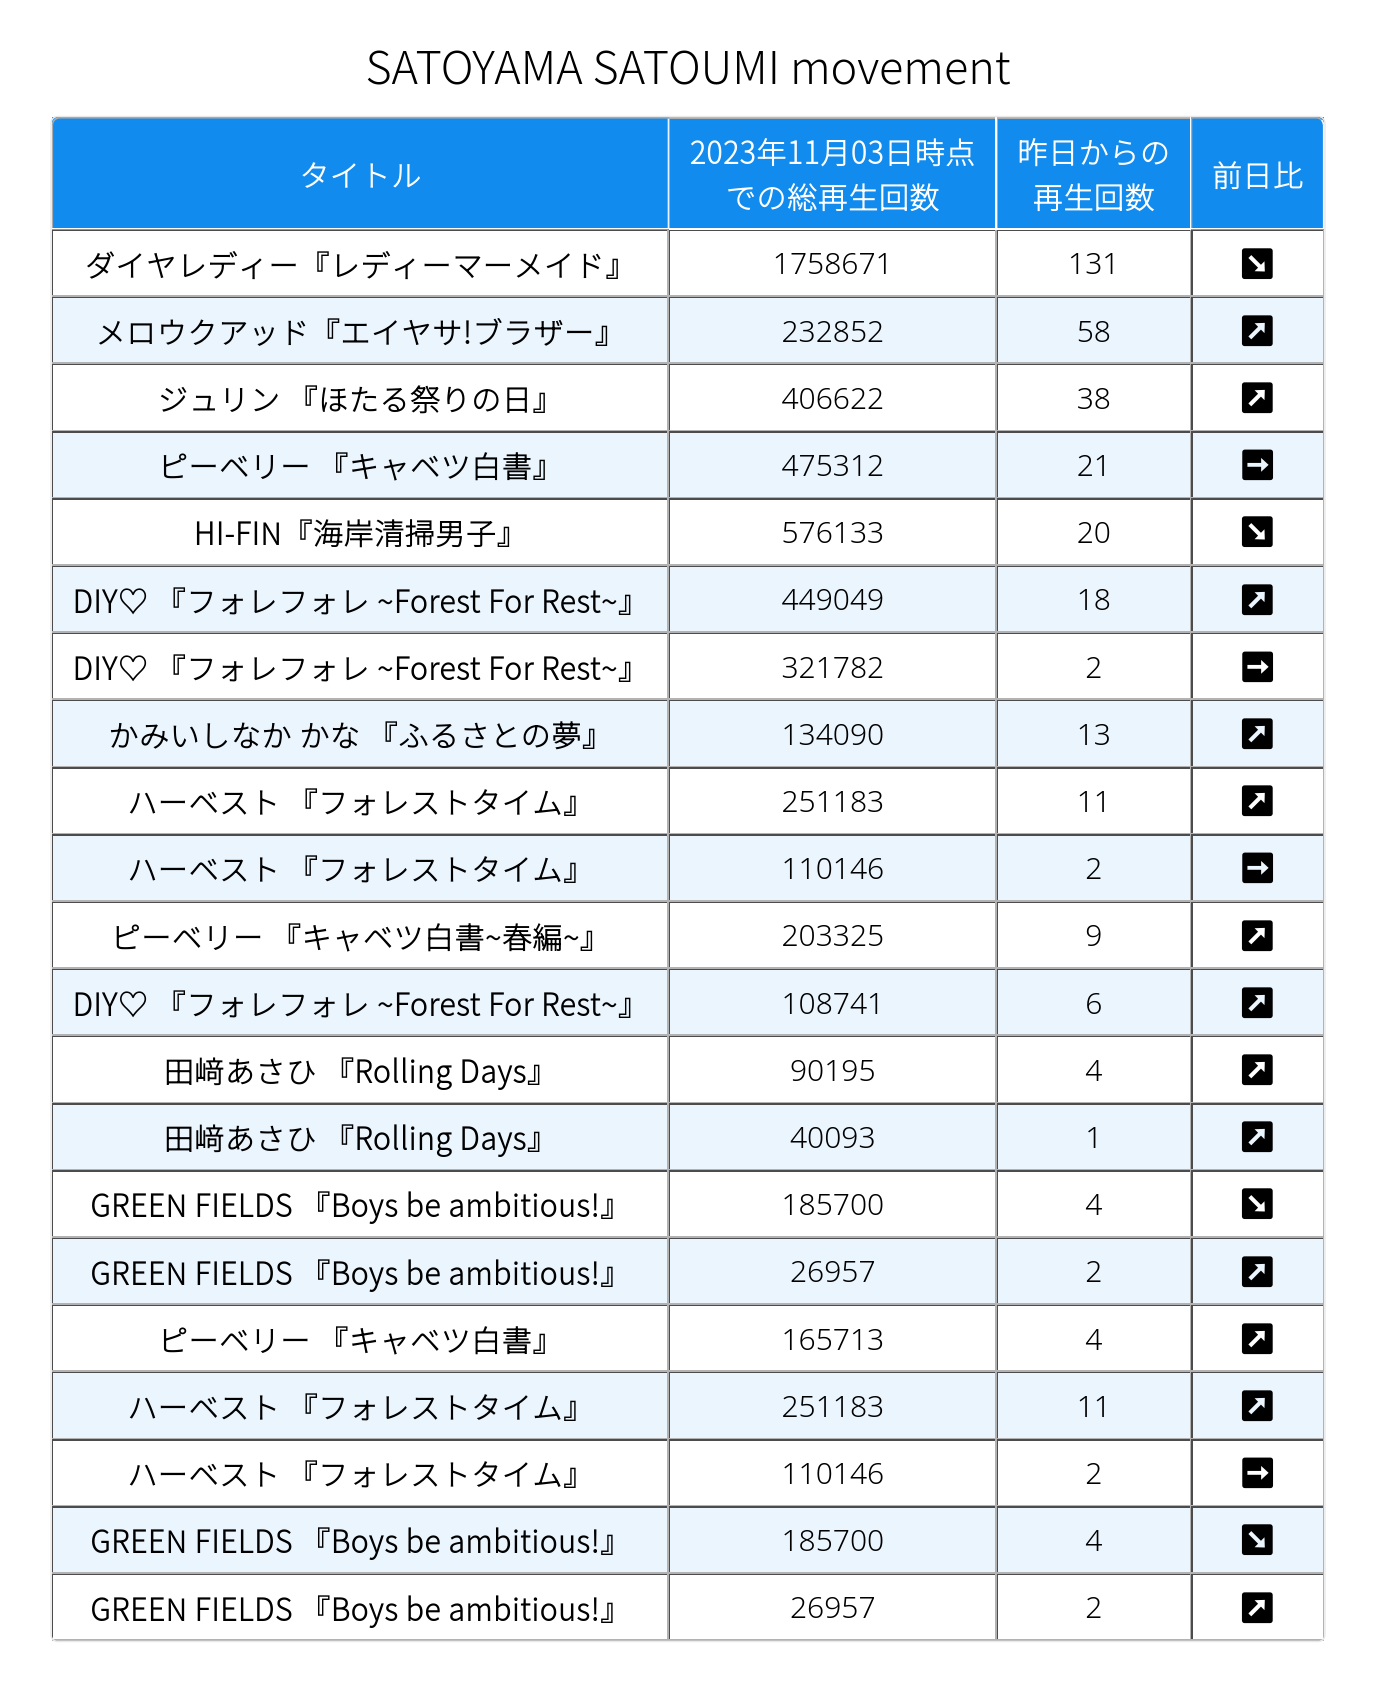 SATOYAMA SATOUMI movement
タイトル 2023年11月03日時点での総再生回数 昨日からの再生回数 前日比
ダイヤレディー『レディーマーメイド』 1758671 131 ↘
メロウクアッド『エイヤサ!ブラザー』 232852 58 ↗
ジュリン 『ほたる祭りの日』 406622 38 ↗
ピーベリー 『キャベツ白書』 475312 21 →
HI-FIN『海岸清掃男子』 576133 20 ↘
DIY♡ 『フォレフォレ ~Forest For Rest~』 449049 18 ↗
DIY♡ 『フォレフォレ ~Forest For Rest~』 321782 2 →
かみいしなか かな 『ふるさとの夢』 134090 13 ↗
ハーベスト 『フォレストタイム』 251183 11 ↗
ハーベスト 『フォレストタイム』 110146 2 →
ピーベリー 『キャベツ白書~春編~』 203325 9 ↗
DIY♡ 『フォレフォレ ~Forest For Rest~』 108741 6 ↗
田﨑あさひ 『Rolling Days』 90195 4 ↗
田﨑あさひ 『Rolling Days』 40093 1 ↗
GREEN FIELDS 『Boys be ambitious!』 185700 4 ↘
GREEN FIELDS 『Boys be ambitious!』 26957 2 ↗
ピーベリー 『キャベツ白書』 165713 4 ↗
ハーベスト 『フォレストタイム』 251183 11 ↗
ハーベスト 『フォレストタイム』 110146 2 →
GREEN FIELDS 『Boys be ambitious!』 185700 4 ↘
GREEN FIELDS 『Boys be ambitious!』 26957 2 ↗